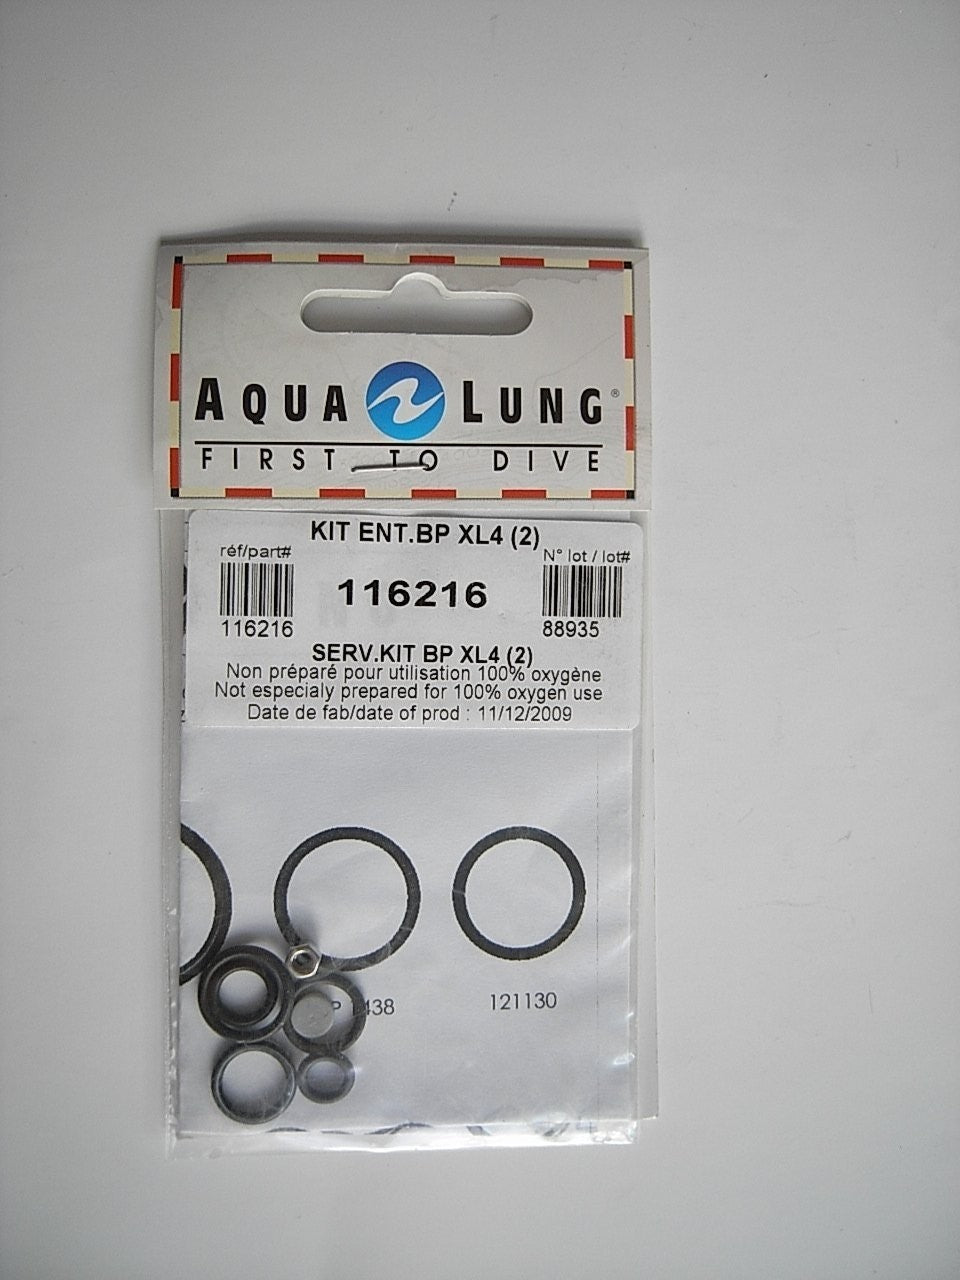 AQUA LUNG®
FIRST TO DIVE
KIT ENT.BP XL4 (2)
réf/part# N° lot / lot#
116216
116216 88935
SERV.KIT BP XL4 (2)
Non préparé pour utilisation 100% oxygène
Not especialy prepared for 100% oxygen use
Date de fab/date of prod : 11/12/2009
438 121130